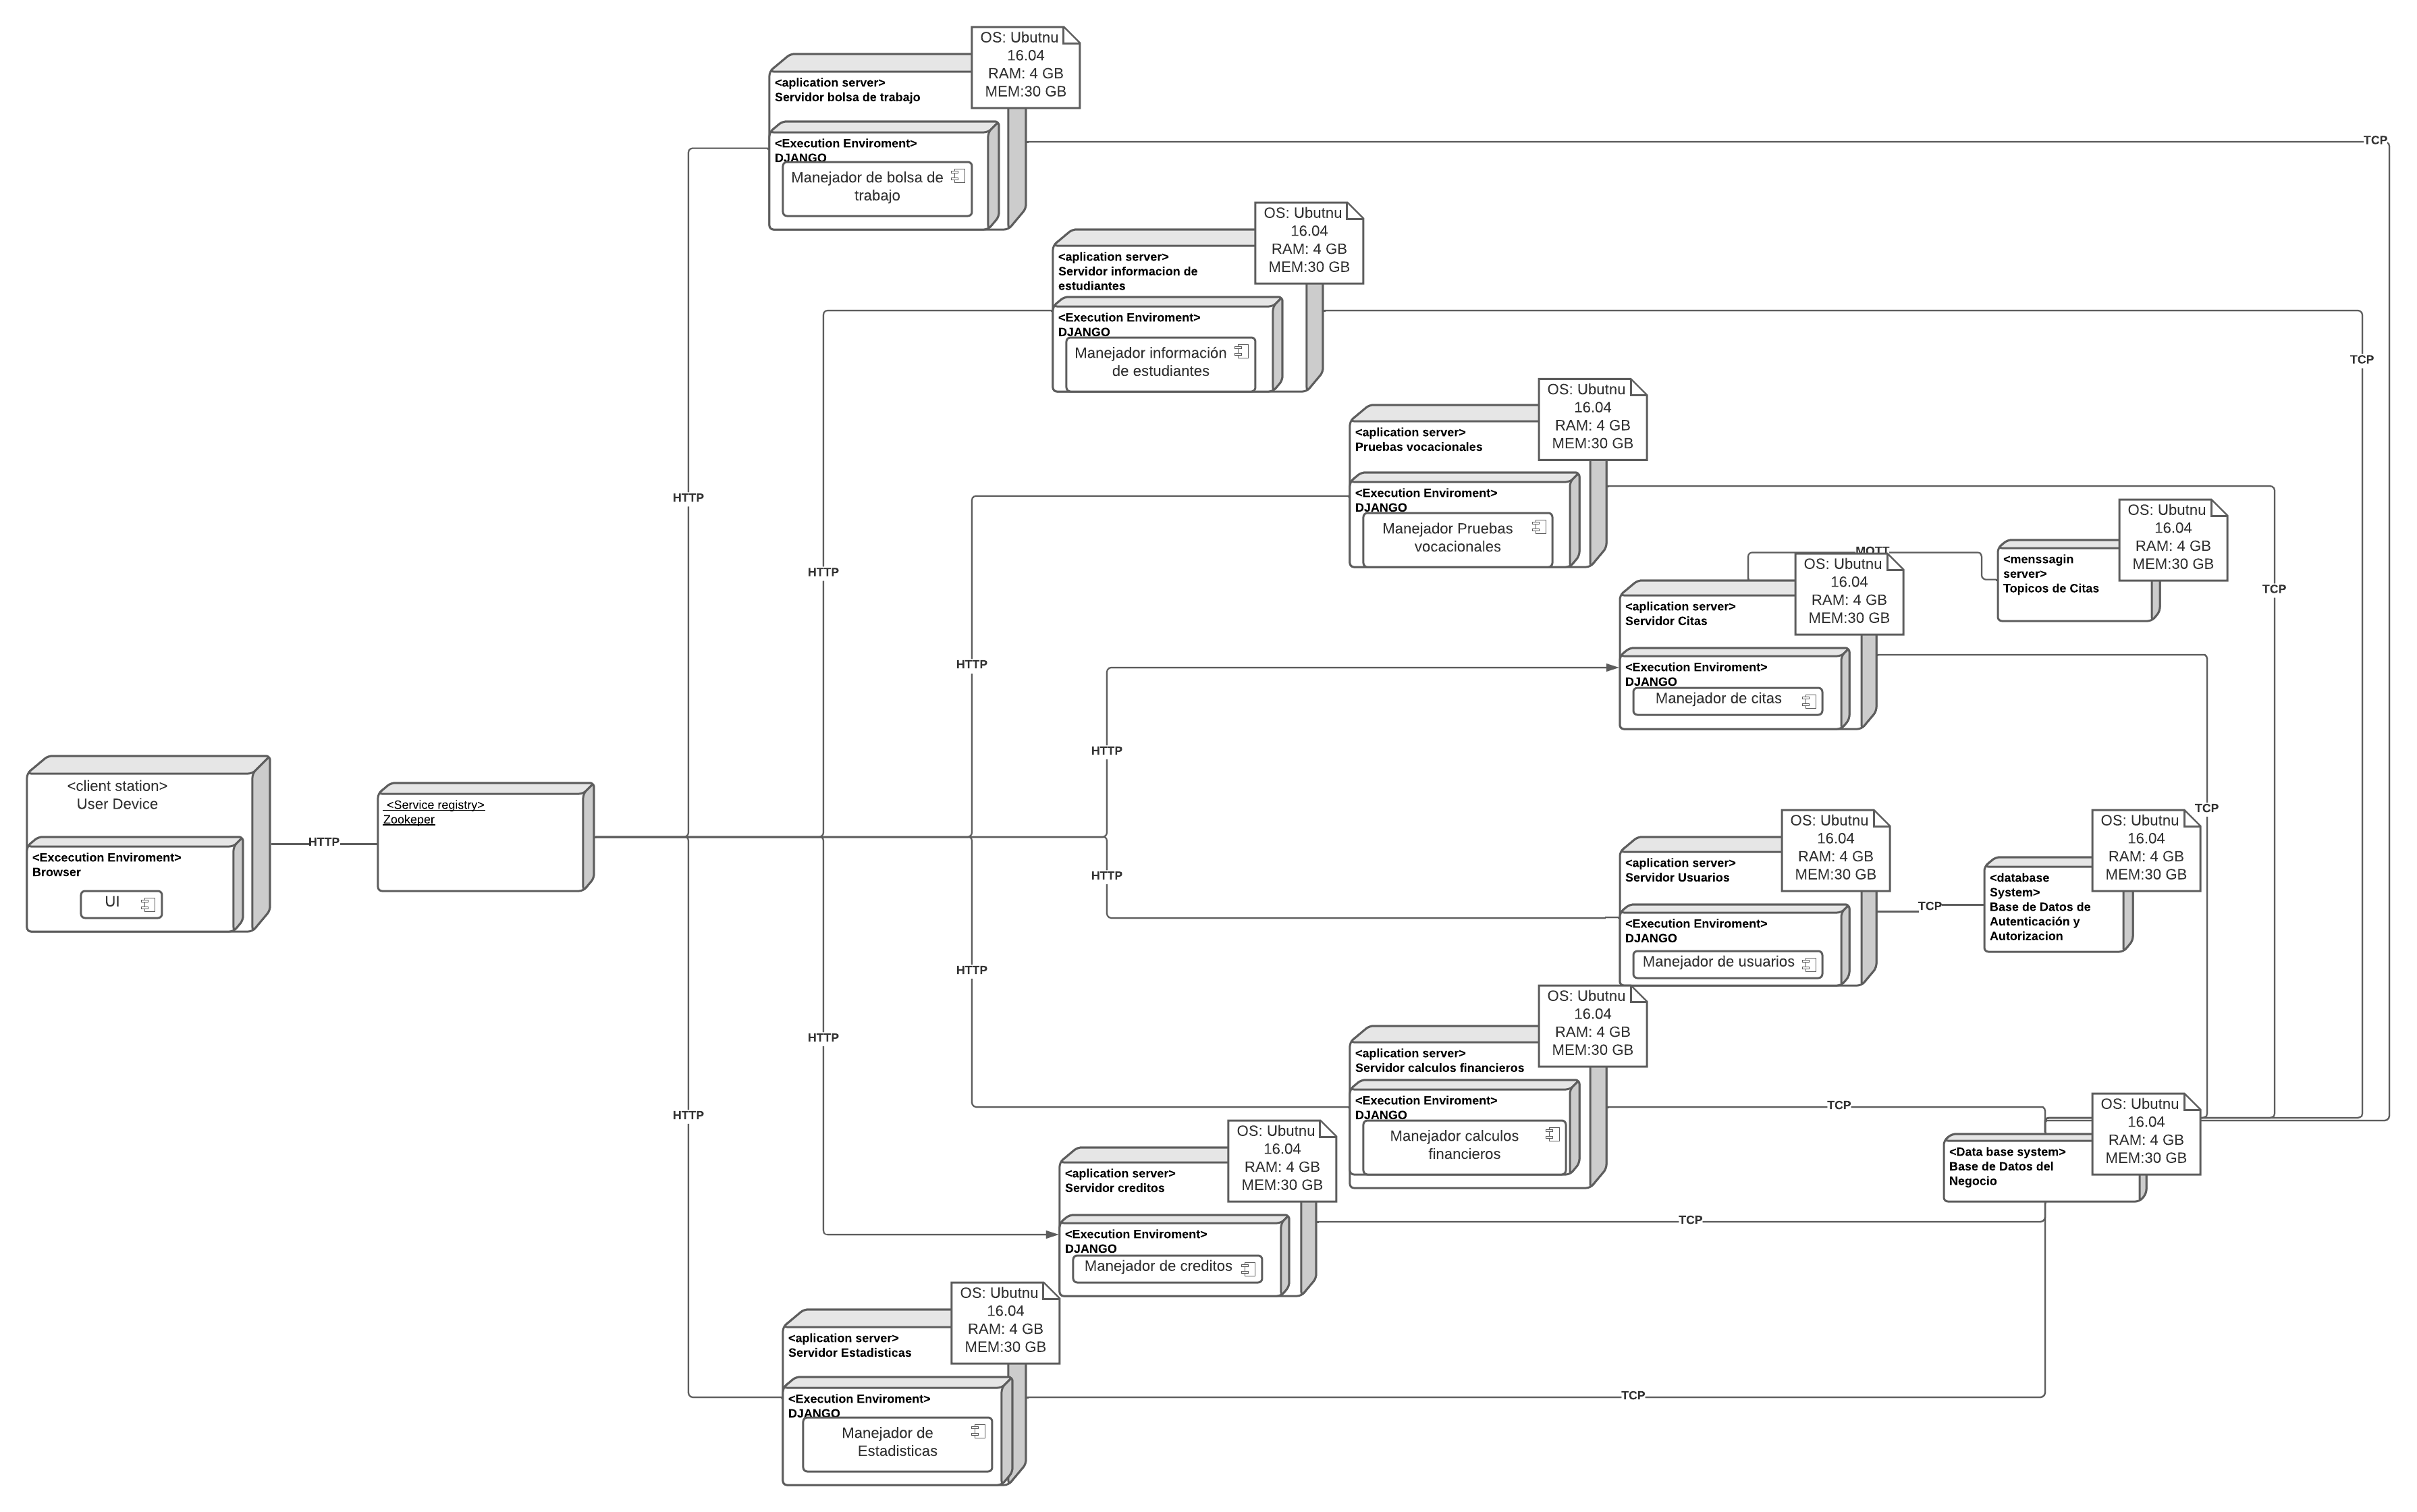 OS: Ubutnu
16.04
RAM: 4 GB
MEM:30 GB
<aplication server>
Servidor bolsa de trabajo
<Execution Enviroment>
DJANGO
Manejador de bolsa de
trabajo
TCP
OS: Ubutnu
16.04
RAM: 4 GB
MEM:30 GB
<aplication server>
Servidor informacion de
estudiantes
<Execution Enviroment>
DJANGO
Manejador información
de estudiantes
TCP
OS: Ubutnu
16.04
RAM: 4 GB
MEM:30 GB
<aplication server>
Pruebas vocacionales
<Execution Enviroment>
DJANGO
Manejador Pruebas
vocacionales
TCP
HTTP
HTTP
HTTP
MQTT
OS: Ubutnu
16.04
RAM: 4 GB
MEM:30 GB
<menssagin
server>
Topicos de Citas
OS: Ubutnu
16.04
RAM: 4 GB
MEM:30 GB
<aplication server>
Servidor Citas
<Execution Enviroment>
DJANGO
Manejador de citas
TCP
HTTP
<client station>
User Device
<Excecution Enviroment>
Browser
UI
HTTP
<Service registry>
Zookeper
HTTP
OS: Ubutnu
16.04
RAM: 4 GB
MEM:30 GB
<aplication server>
Servidor Usuarios
<Execution Enviroment>
DJANGO
Manejador de usuarios
TCP
OS: Ubutnu
16.04
RAM: 4 GB
MEM:30 GB
<database
System>
Base de Datos de
Autenticación y
Autorizacion
HTTP
HTTP
HTTP
OS: Ubutnu
16.04
RAM: 4 GB
MEM:30 GB
<aplication server>
Servidor calculos financieros
<Execution Enviroment>
DJANGO
Manejador calculos
financieros
TCP
OS: Ubutnu
16.04
RAM: 4 GB
MEM:30 GB
<Data base system>
Base de Datos del
Negocio
OS: Ubutnu
16.04
RAM: 4 GB
MEM:30 GB
<aplication server>
Servidor creditos
<Execution Enviroment>
DJANGO
Manejador de creditos
TCP
OS: Ubutnu
16.04
RAM: 4 GB
MEM:30 GB
<aplication server>
Servidor Estadisticas
<Execution Enviroment>
DJANGO
Manejador de
Estadisticas
TCP